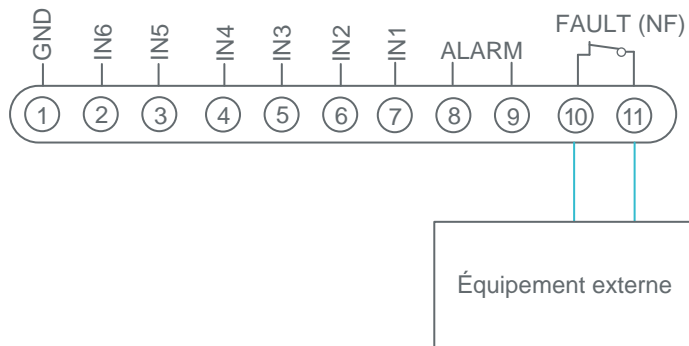 GND
IN6
IN5
IN4
IN3
IN2
IN1
ALARM
FAULT (NF)
1
2
3
4
5
6
7
8
9
10
11
Équipement externe